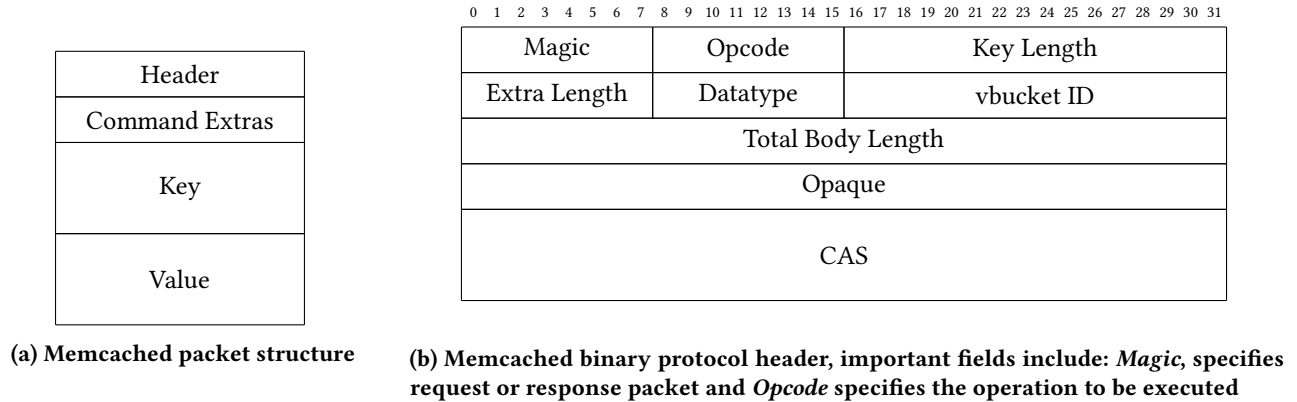 Header
Command Extras
Key
Value
(a) Memcached packet structure
0 1 2 3 4 5 6 7 8 9 10 11 12 13 14 15 16 17 18 19 20 21 22 23 24 25 26 27 28 29 30 31
Magic Opcode Key Length
Extra Length Datatype vbucket ID
Total Body Length
Opaque
CAS
(b) Memcached binary protocol header, important fields include: Magic, specifies
request or response packet and Opcode specifies the operation to be executed